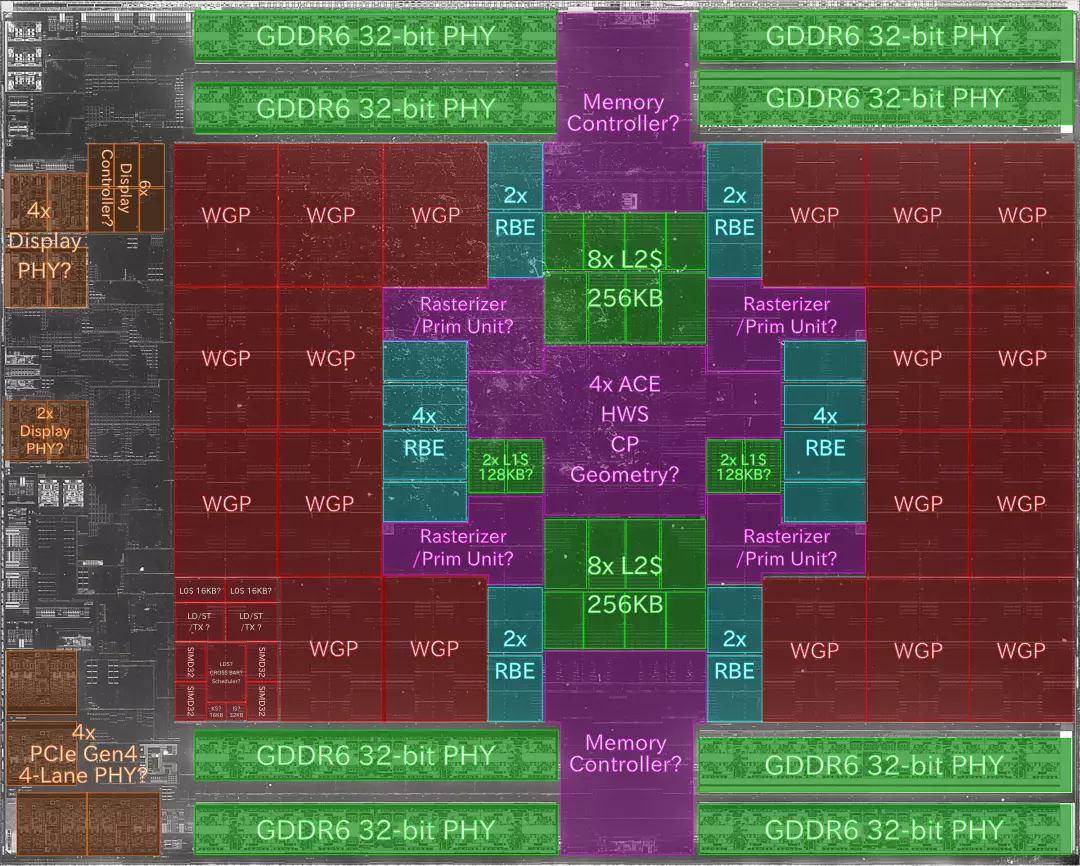 GDDR6 32-bit PHY
GDDR6 32-bit PHY
GDDR6 32-bit PHY
GDDR6 32-bit PHY
Memory
Controller?
6x
Display
Controller?
4x
Display
PHY?
WGP
WGP
WGP
2x
RBE
2x
RBE
WGP
WGP
WGP
8x L2$
256KB
Rasterizer
/Prim Unit?
Rasterizer
/Prim Unit?
WGP
WGP
WGP
WGP
4x ACE
HWS
CP
Geometry?
4x
RBE
4x
RBE
2x
Display
PHY?
2x L1$
128KB?
2x L1$
128KB?
WGP
WGP
WGP
WGP
Rasterizer
/Prim Unit?
Rasterizer
/Prim Unit?
8x L2$
256KB
L0$ 16KB?
L0$ 16KB?
LD/ST
/TX ?
LD/ST
/TX ?
SIMD32
SIMD32
LDS?
CROSS BAR?
Scheduler?
SIMD32
SIMD32
K$?
16KB
I$?
32KB
WGP
WGP
2x
RBE
2x
RBE
WGP
WGP
WGP
4x
PCIe Gen4
4-Lane PHY?
GDDR6 32-bit PHY
Memory
Controller?
GDDR6 32-bit PHY
GDDR6 32-bit PHY
GDDR6 32-bit PHY